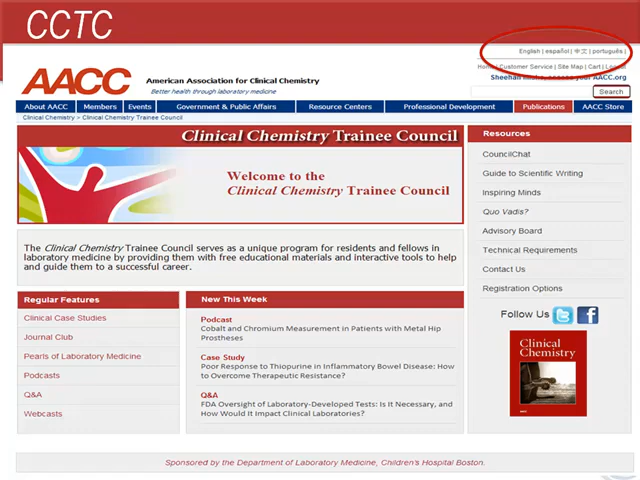 CCTC
English | español | 中文 | português |
Home | Customer Service | Site Map | Cart | Logout
AACC
American Association for Clinical Chemistry
Better health through laboratory medicine
AACC.org
Search
About AACC
Members
Events
Government & Public Affairs
Resource Centers
Professional Development
Publications
AACC Store
Clinical Chemistry > Clinical Chemistry Trainee Council
Clinical Chemistry Trainee Council
Welcome to the
Clinical Chemistry Trainee Council
The Clinical Chemistry Trainee Council serves as a unique program for residents and fellows in
laboratory medicine by providing them with free educational materials and interactive tools to help
and guide them to a successful career.
Regular Features
Clinical Case Studies
Journal Club
Pearls of Laboratory Medicine
Podcasts
Q&A
Webcasts
New This Week
Podcast
Cobalt and Chromium Measurement in Patients with Metal Hip
Prostheses
Case Study
Poor Response to Thiopurine in Inflammatory Bowel Disease: How
to Overcome Therapeutic Resistance?
Q&A
FDA Oversight of Laboratory-Developed Tests: Is it Necessary, and
How Would It Impact Clinical Laboratories?
Resources
CouncilChat
Guide to Scientific Writing
Inspiring Minds
Quo Vadis?
Advisory Board
Technical Requirements
Contact Us
Registration Options
Follow Us
Clinical
Chemistry
Sponsored by the Department of Laboratory Medicine, Children's Hospital Boston.